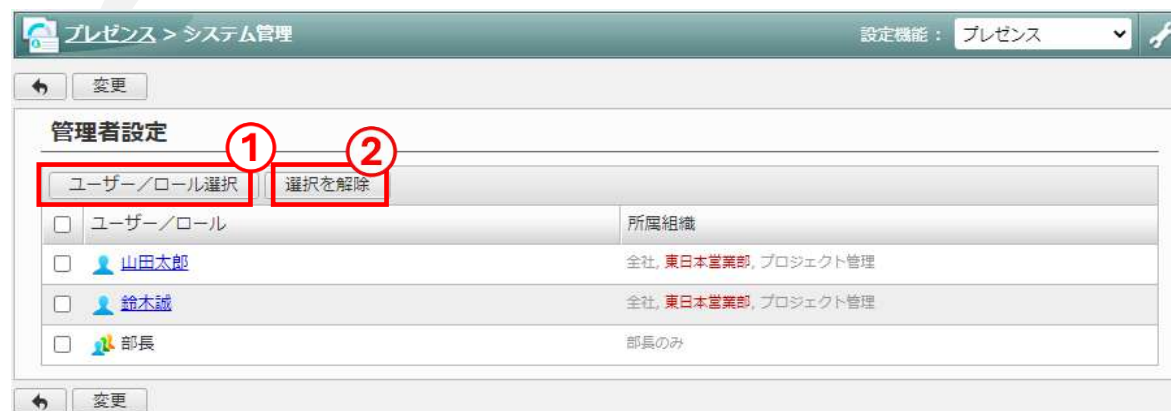 プレゼンス > システム管理 設定機能： プレゼンス
変更
管理者設定
① ②
ユーザー／ロール選択 選択を解除
ユーザー／ロール 所属組織
山田太郎 全社, 東日本営業部, プロジェクト管理
鈴木誠 全社, 東日本営業部, プロジェクト管理
部長 部長のみ
変更